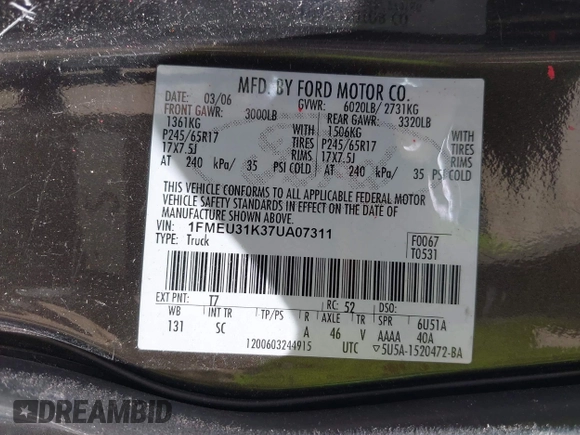 MFD. BY FORD MOTOR CO.
DATE: 03/06 GVWR: 6020LB/ 2731KG
FRONT GAWR: 3000LB REAR GAWR: 3320LB
1361KG WITH 1506KG WITH
P245/65R17 TIRES P245/65R17 TIRES
17X7.5J RIMS 17X7.5J RIMS
AT 240 kPa/ 35 PSI COLD AT 240 kPa/ 35 PSI COLD
THIS VEHICLE CONFORMS TO ALL APPLICABLE FEDERAL MOTOR
VEHICLE SAFETY STANDARDS IN EFFECT ON THE DATE OF
MANUFACTURE SHOWN ABOVE.
VIN: 1FMEU31K37UA07311
TYPE: Truck
F0067
T0531
EXT PNT: T7 RC: 52 DSO:
WB INT TR TP/PS R AXLE TR SPR 6U51A
131 SC A 46 V AAAA 40A
1200603244915 UTC ▽5U5A-1520472-BA
DREAMBID